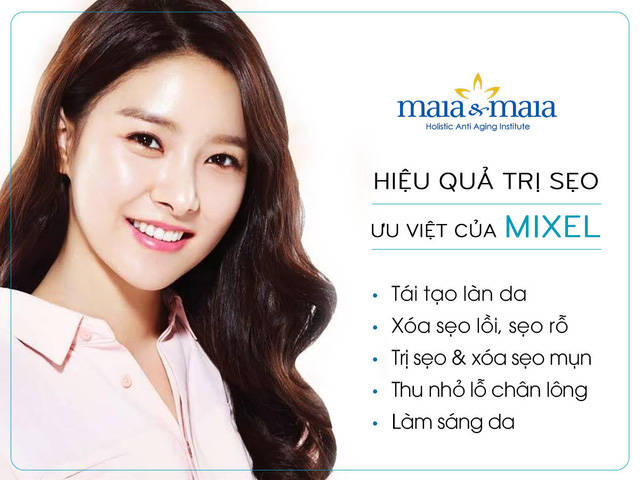 maia & maia
Holistic Anti Aging Institute
HIỆU QUẢ TRỊ SẸO
ƯU VIỆT CỦA MIXEL
• Tái tạo làn da
• Xóa sẹo lồi, sẹo rỗ
• Trị sẹo & xóa sẹo mụn
• Thu nhỏ lỗ chân lông
• Làm sáng da